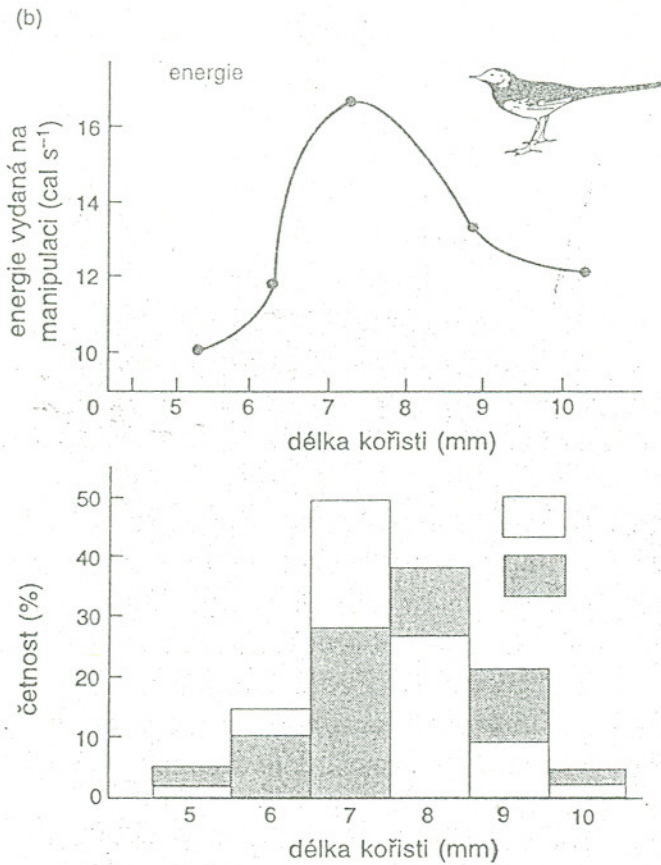 (b)
energie
energie vydaná na
manipulaci (cal s⁻¹)
16
14
12
10
0
5 6 7 8 9 10
délka kořisti (mm)
četnost (%)
50
40
30
20
10
0
5 6 7 8 9 10
délka kořisti (mm)